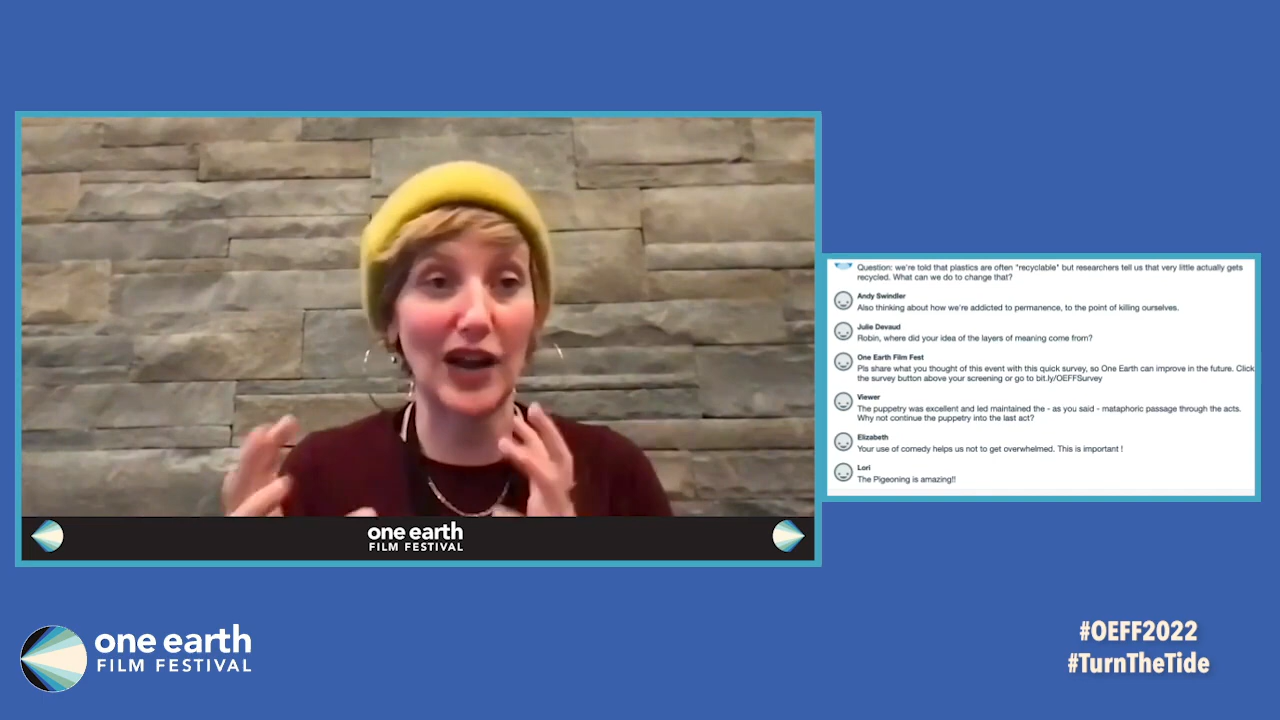 one earth
FILM FESTIVAL
Question: we're told that plastics are often "recyclable" but researchers tell us that very little actually gets
recycled. What can we do to change that?
Andy Swindler
Also thinking about how we're addicted to permanence, to the point of killing ourselves.
Julie Devaud
Robin, where did your idea of the layers of meaning come from?
One Earth Film Fest
Pls share what you thought of this event with this quick survey, so One Earth can improve in the future. Click
the survey button above your screening or go to bit.ly/OEFFSurvey
Viewer
The puppetry was excellent and led maintained the - as you said - mataphoric passage through the acts.
Why not continue the puppetry into the last act?
Elizabeth
Your use of comedy helps us not to get overwhelmed. This is important !
Lori
The Pigeoning is amazing!!
one earth
FILM FESTIVAL
#OEFF2022
#TurnTheTide